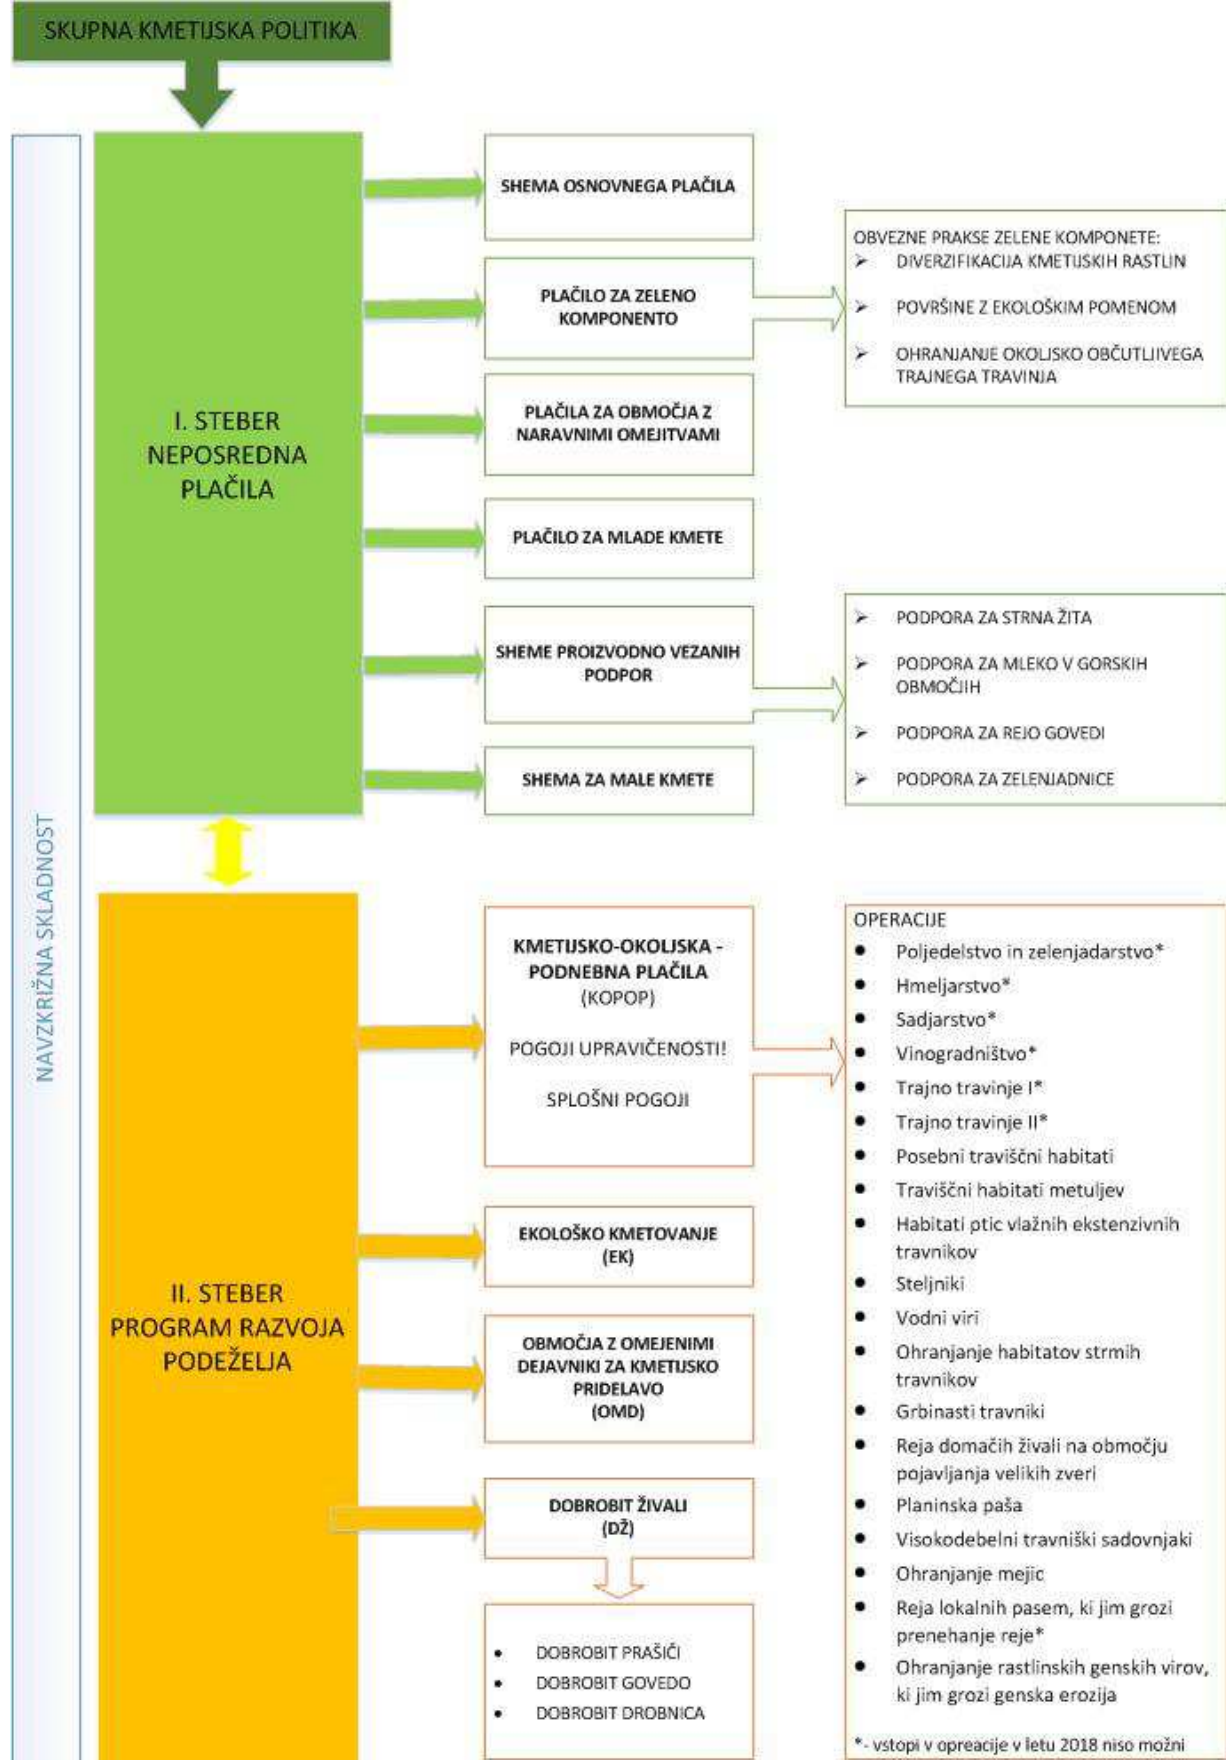 SKUPNA KMETIJSKA POLITIKA
NAVZKRIŽNA SKLADNOST
I. STEBER
NEPOSREDNA
PLAČILA
SHEMA OSNOVNEGA PLAČILA
PLAČILO ZA ZELENO
KOMPONENTO
OBVEZNE PRAKSE ZELENE KOMPONETE:
➢ DIVERZIFIKACIJA KMETIJSKIH RASTLIN
➢ POVRŠINE Z EKOLOŠKIM POMENOM
➢ OHRANJANJE OKOLJSKO OBČUTLJIVEGA
TRAJNEGA TRAVINJA
PLAČILA ZA OBMOČJA Z
NARAVNIMI OMEJITVAMI
PLAČILO ZA MLADE KMETE
SHEME PROIZVODNO VEZANIH
PODPOR
➢ PODPORA ZA STRNA ŽITA
➢ PODPORA ZA MLEKO V GORSKIH
OBMOČJIH
➢ PODPORA ZA REJO GOVEDI
➢ PODPORA ZA ZELENJADNICE
SHEMA ZA MALE KMETE
II. STEBER
PROGRAM RAZVOJA
PODEŽELJA
KMETIJSKO-OKOLJSKA -
PODNEBNA PLAČILA
(KOPOP)
POGOJI UPRAVIČENOSTI!
SPLOŠNI POGOJI
OPERACIJE
● Poljedelstvo in zelenjadarstvo*
● Hmeljarstvo*
● Sadjarstvo*
● Vinogradništvo*
● Trajno travinje I*
● Trajno travinje II*
● Posebni traviščni habitati
● Traviščni habitati metuljev
● Habitati ptic vlažnih ekstenzivnih
travnikov
● Steljniki
● Vodni viri
● Ohranjanje habitatov strmih
travnikov
● Grbinasti travniki
● Reja domačih živali na območju
pojavljanja velikih zveri
● Planinska paša
● Visokodebelni travniški sadovnjaki
● Ohranjanje mejic
● Reja lokalnih pasem, ki jim grozi
prenehanje reje*
● Ohranjanje rastlinskih genskih virov,
ki jim grozi genska erozija
*- vstopi v opreacije v letu 2018 niso možni
EKOLOŠKO KMETOVANJE
(EK)
OBMOČJA Z OMEJENIMI
DEJAVNIKI ZA KMETIJSKO
PRIDELAVO
(OMD)
DOBROBIT ŽIVALI
(DŽ)
• DOBROBIT PRAŠIČI
• DOBROBIT GOVEDO
• DOBROBIT DROBNICA